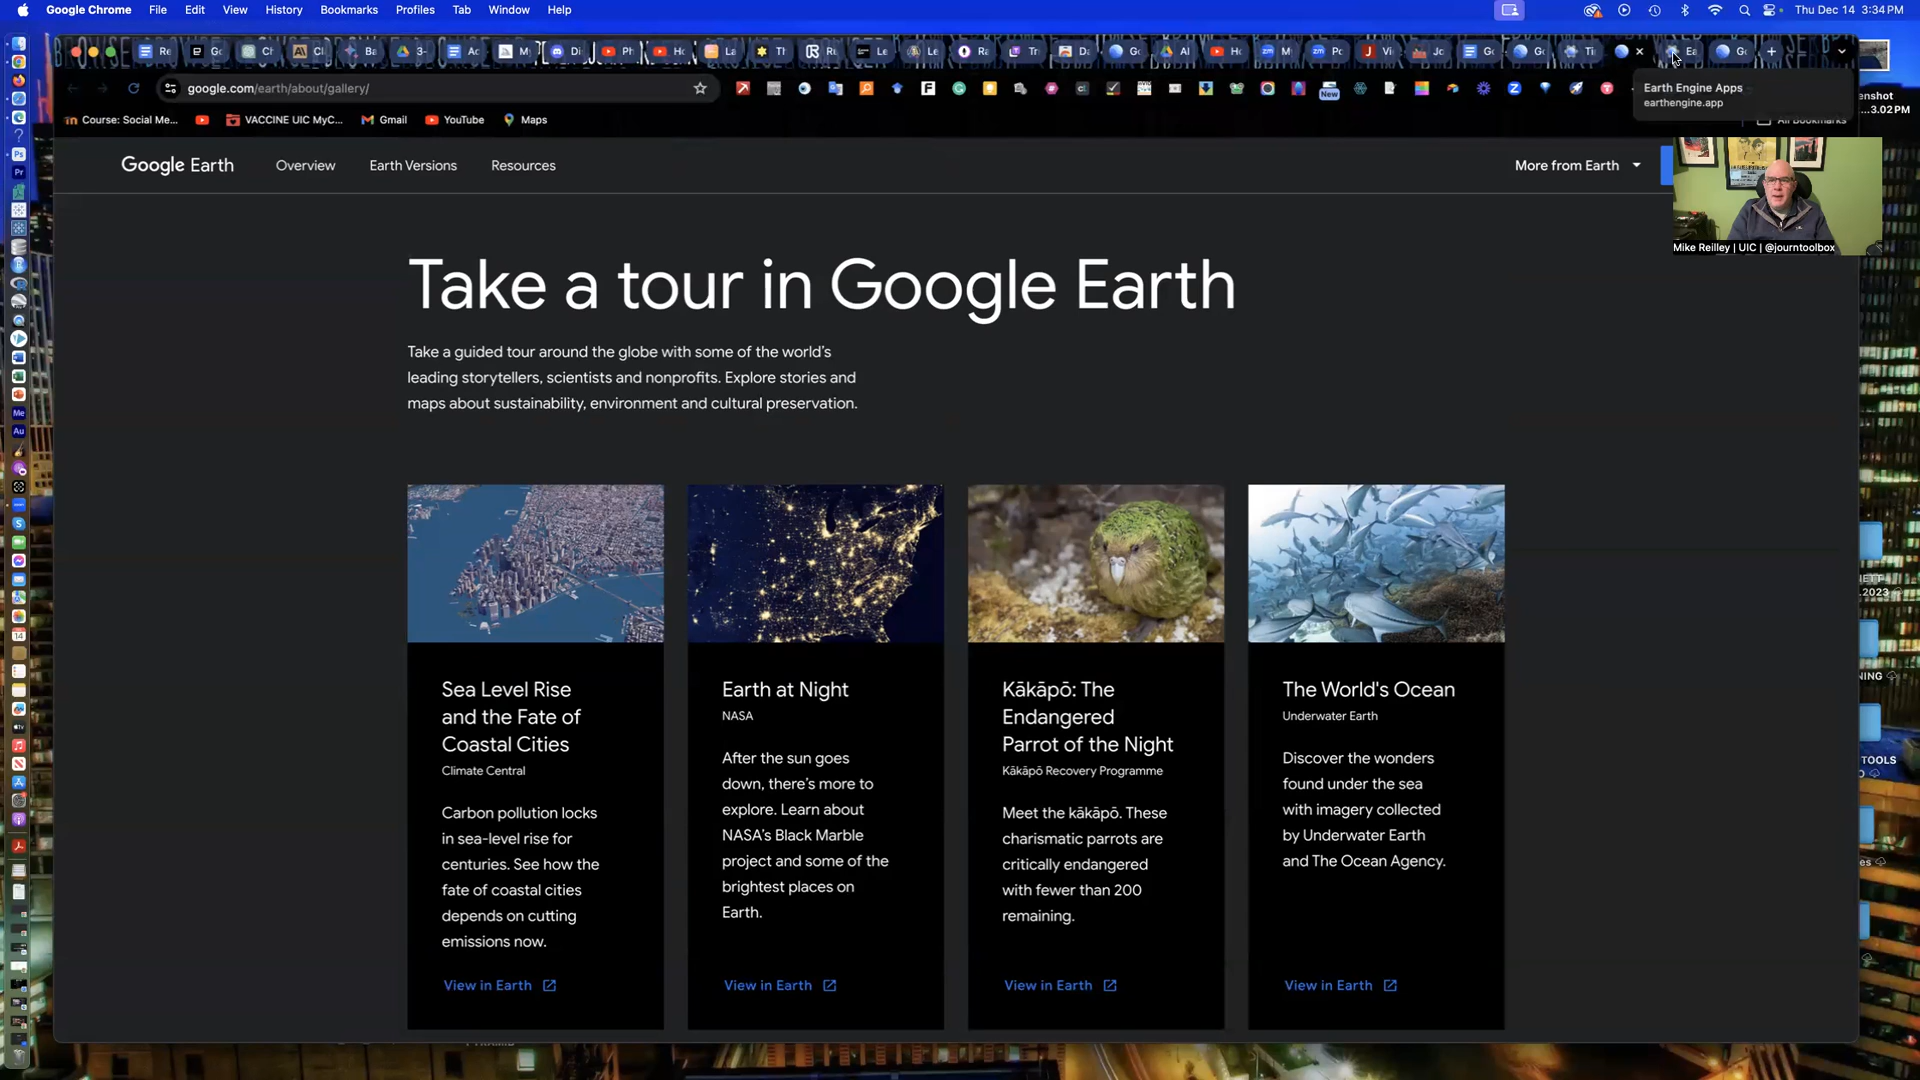 Google Chrome File Edit View History Bookmarks Profiles Tab Window Help Thu Dec 14 3:34 PM
google.com/earth/about/gallery/
New
Earth Engine Apps
earthengine.app
Course: Social Me... VACCINE UIC MyC... Gmail YouTube Maps All Bookmarks
Google Earth Overview Earth Versions Resources More from Earth
Mike Reilley | UIC | @journtoolbox
Take a tour in Google Earth
Take a guided tour around the globe with some of the world's
leading storytellers, scientists and nonprofits. Explore stories and
maps about sustainability, environment and cultural preservation.
Sea Level Rise
and the Fate of
Coastal Cities
Climate Central
Carbon pollution locks
in sea-level rise for
centuries. See how the
fate of coastal cities
depends on cutting
emissions now.
View in Earth
Earth at Night
NASA
After the sun goes
down, there's more to
explore. Learn about
NASA's Black Marble
project and some of the
brightest places on
Earth.
View in Earth
Kākāpō: The
Endangered
Parrot of the Night
Kākāpō Recovery Programme
Meet the kākāpō. These
charismatic parrots are
critically endangered
with fewer than 200
remaining.
View in Earth
The World's Ocean
Underwater Earth
Discover the wonders
found under the sea
with imagery collected
by Underwater Earth
and The Ocean Agency.
View in Earth